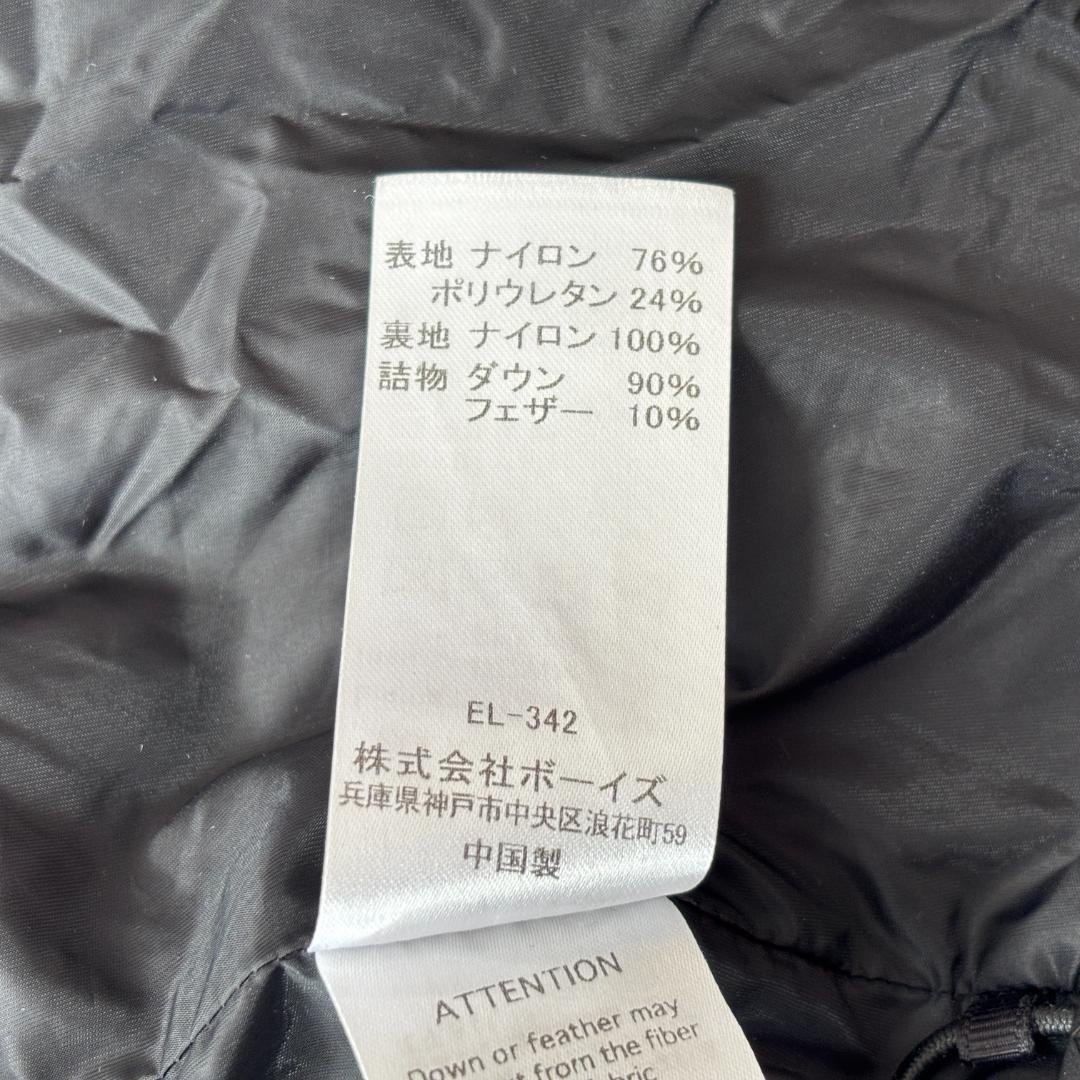 表地 ナイロン 76%
ポリウレタン 24%
裏地 ナイロン 100%
詰物 ダウン 90%
フェザー 10%
EL-342
株式会社ボーイズ
兵庫県神戸市中央区浪花町59
中国製
ATTENTION
Down or feather may
from the fiber